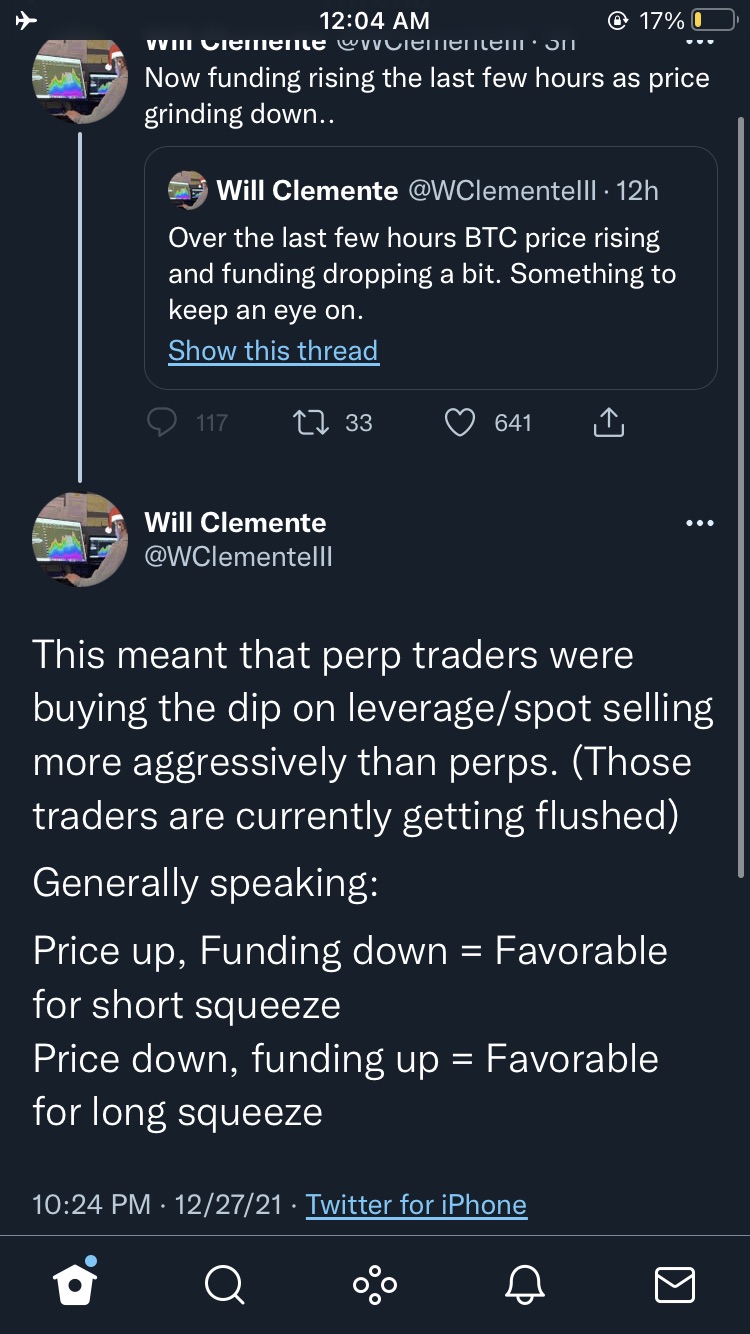 12:04 AM
17%
Will Clemente @WClementeIII · 3h
Now funding rising the last few hours as price
grinding down..
Will Clemente @WClementeIII · 12h
Over the last few hours BTC price rising
and funding dropping a bit. Something to
keep an eye on.
Show this thread
117 33 641
Will Clemente
@WClementeIII
This meant that perp traders were
buying the dip on leverage/spot selling
more aggressively than perps. (Those
traders are currently getting flushed)
Generally speaking:
Price up, Funding down = Favorable
for short squeeze
Price down, funding up = Favorable
for long squeeze
10:24 PM · 12/27/21 · Twitter for iPhone